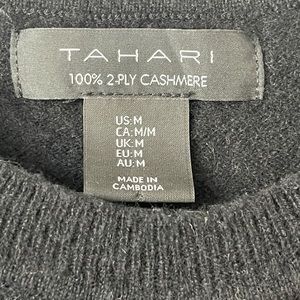 TAHARI
100% 2-PLY CASHMERE
US:M
CA:M/M
UK:M
EU:M
AU:M
MADE IN
CAMBODIA